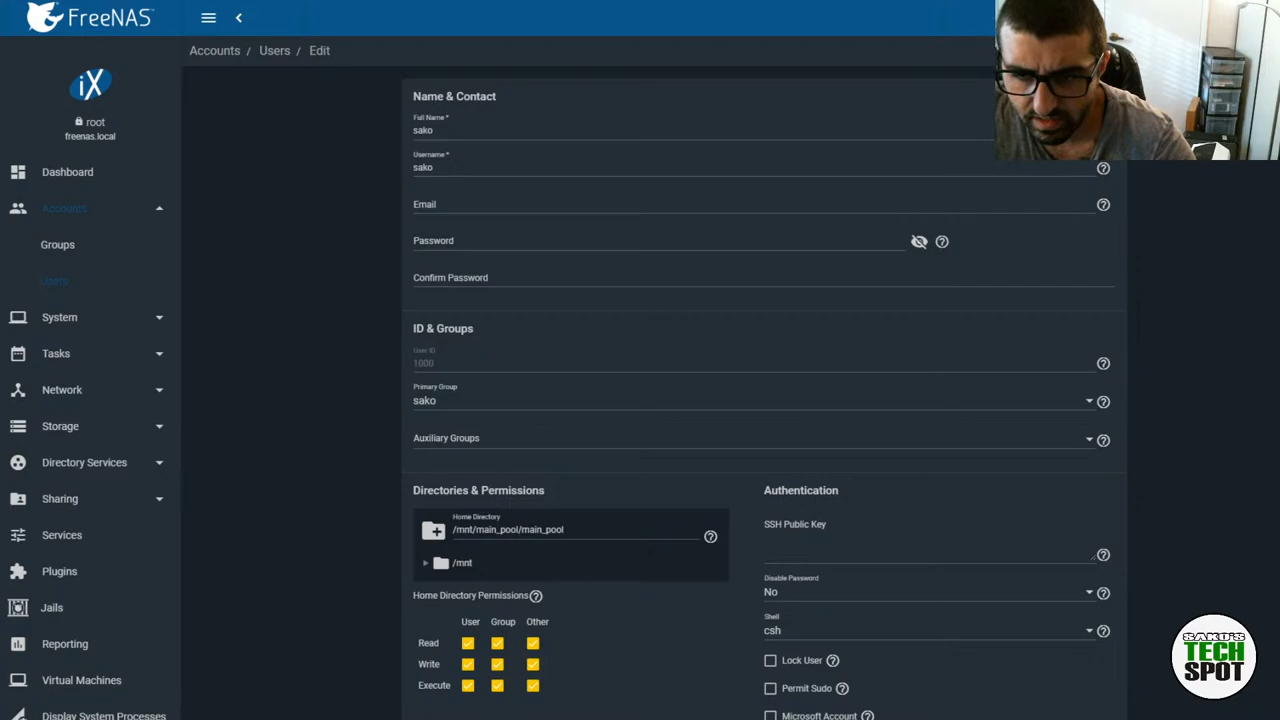 FreeNAS
Accounts / Users / Edit
iX
root
freenas.local
Dashboard
Accounts
Groups
Users
System
Tasks
Network
Storage
Directory Services
Sharing
Services
Plugins
Jails
Reporting
Virtual Machines
Display System Processes
Name & Contact
Full Name *
sako
Username *
sako
Email
Password
Confirm Password
ID & Groups
User ID
1000
Primary Group
sako
Auxiliary Groups
Directories & Permissions
Home Directory
/mnt/main_pool/main_pool
/mnt
Home Directory Permissions
User Group Other
Read
Write
Execute
Authentication
SSH Public Key
Disable Password
No
Shell
csh
Lock User
Permit Sudo
Microsoft Account
SAKO'S
TECH
SPOT